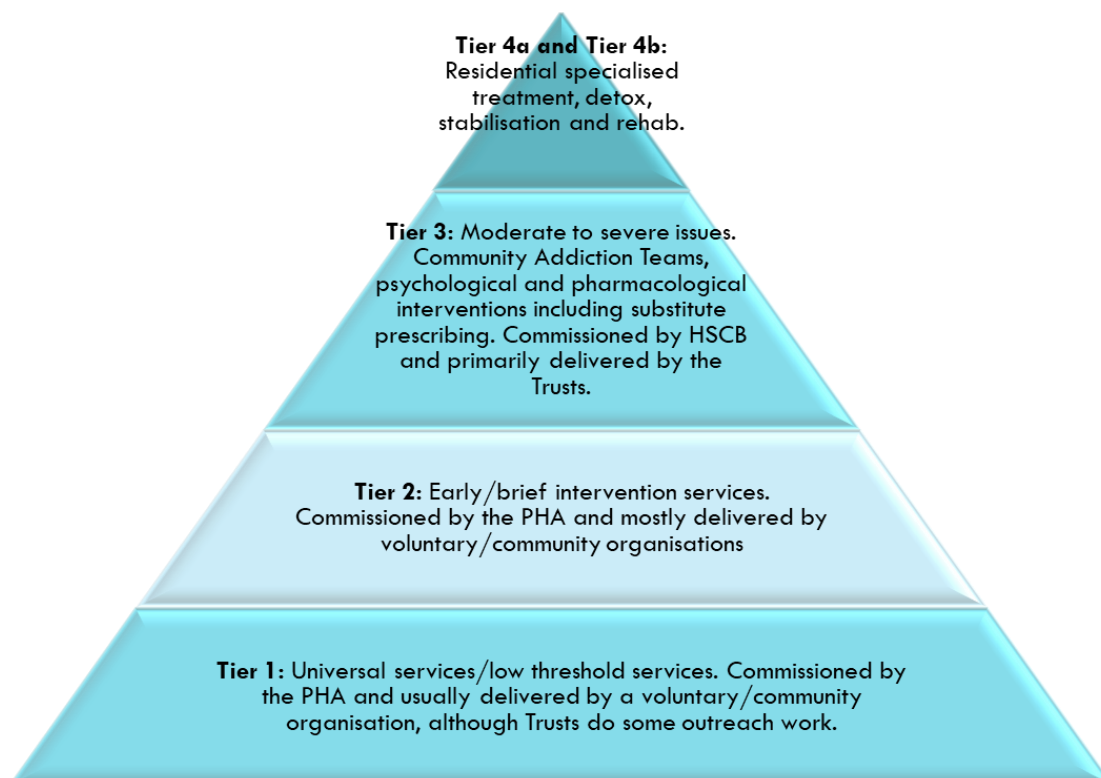 Tier 4a and Tier 4b:
Residential specialised
treatment, detox,
stabilisation and rehab.
Tier 3: Moderate to severe issues.
Community Addiction Teams,
psychological and pharmacological
interventions including substitute
prescribing. Commissioned by HSCB
and primarily delivered by the
Trusts.
Tier 2: Early/brief intervention services.
Commissioned by the PHA and mostly delivered by
voluntary/community organisations
Tier 1: Universal services/low threshold services. Commissioned by
the PHA and usually delivered by a voluntary/community
organisation, although Trusts do some outreach work.